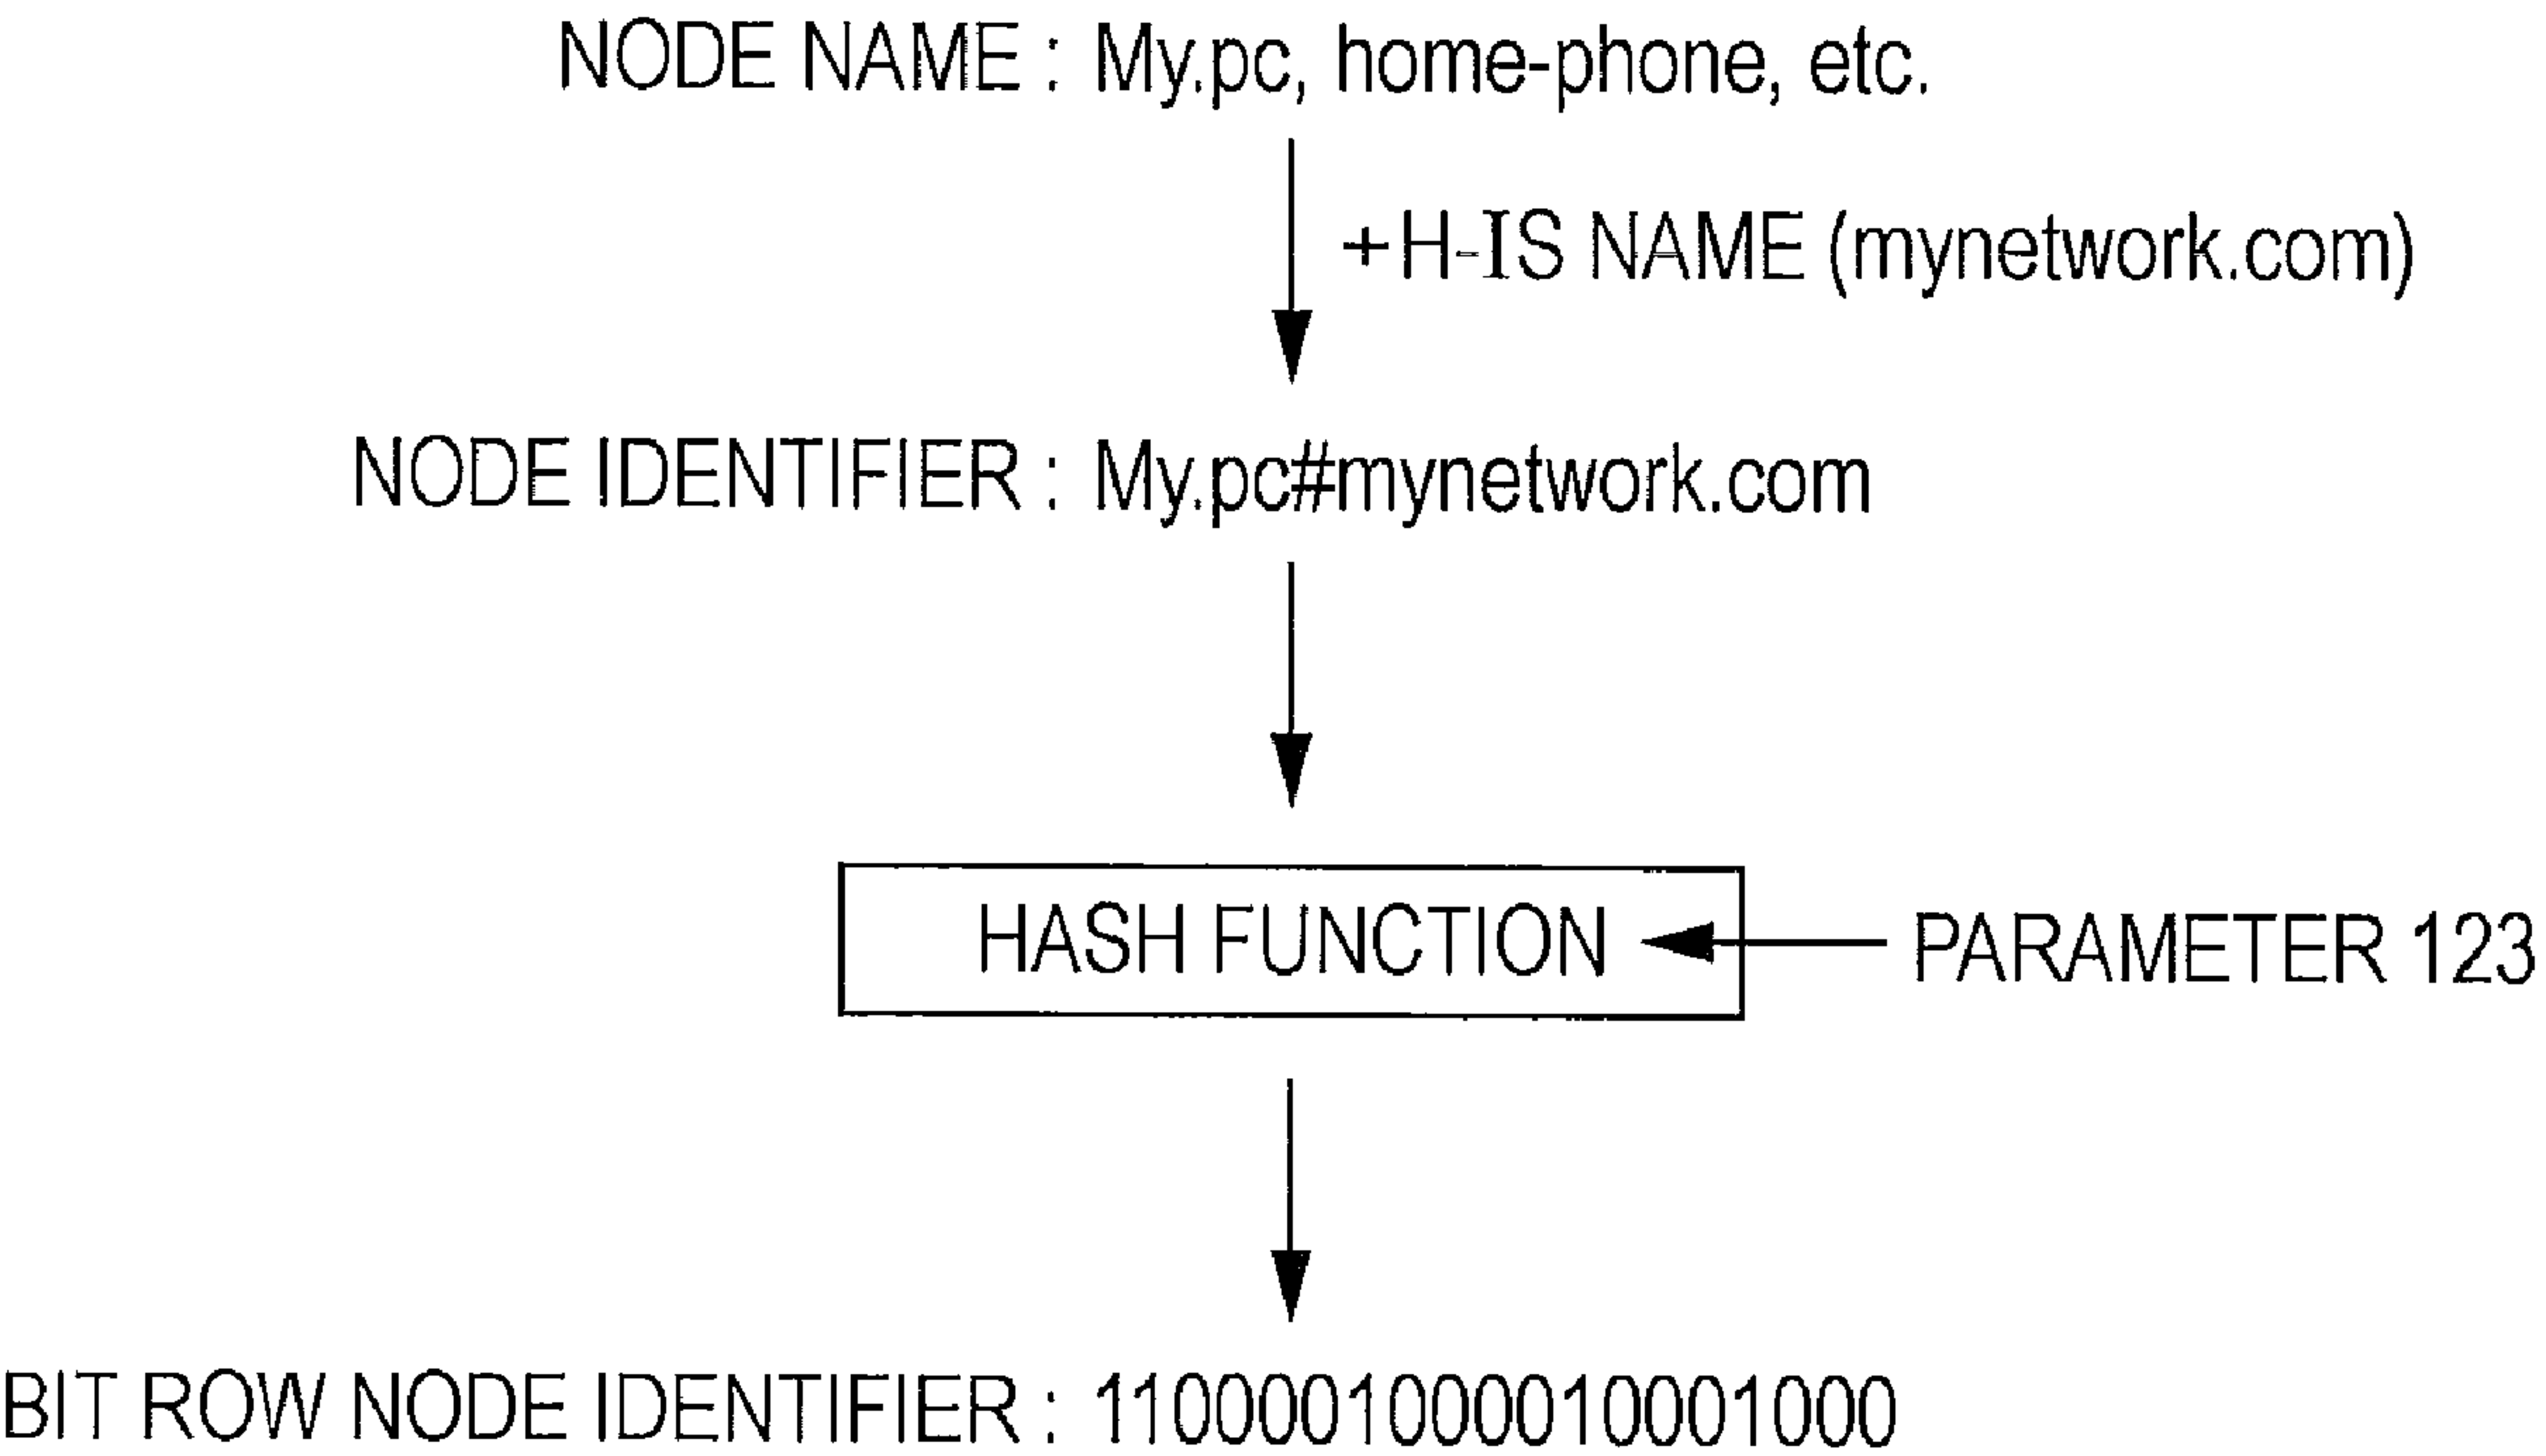 NODE NAME : My.pc, home-phone, etc.
+H-IS NAME (mynetwork.com)
NODE IDENTIFIER : My.pc#mynetwork.com
HASH FUNCTION
PARAMETER 123
BIT ROW NODE IDENTIFIER : 1100001000010001000